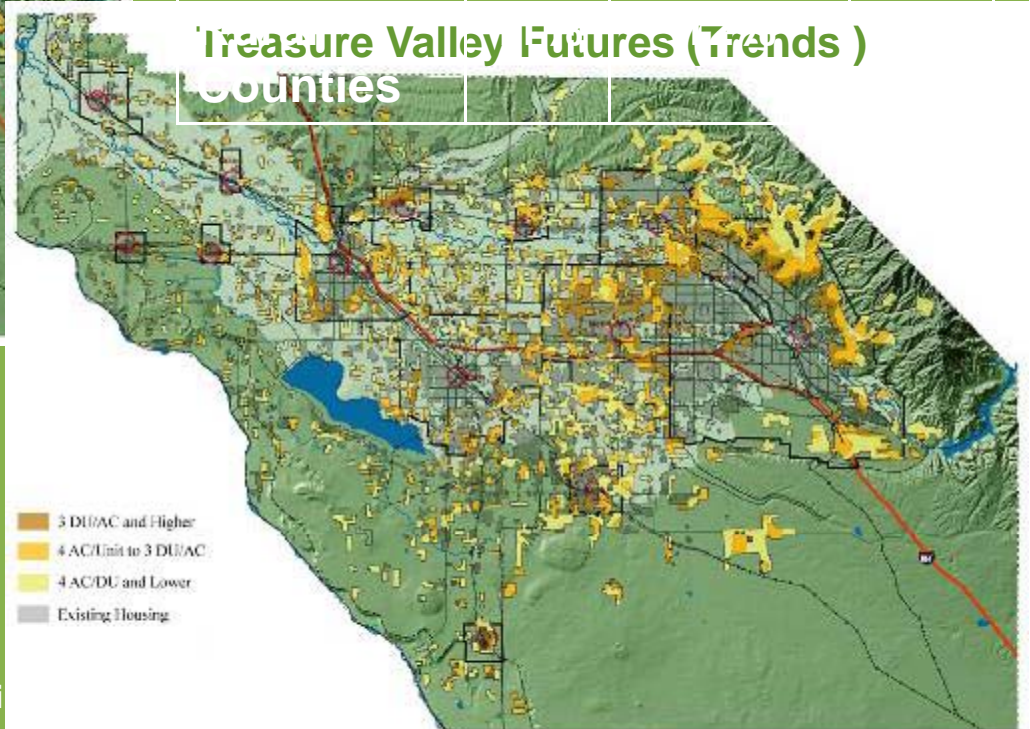 Treasure Valley Futures (Trends )
Counties
3 DU/AC and Higher
4 AC/Unit to 3 DU/AC
4 AC/DU and Lower
Existing Housing